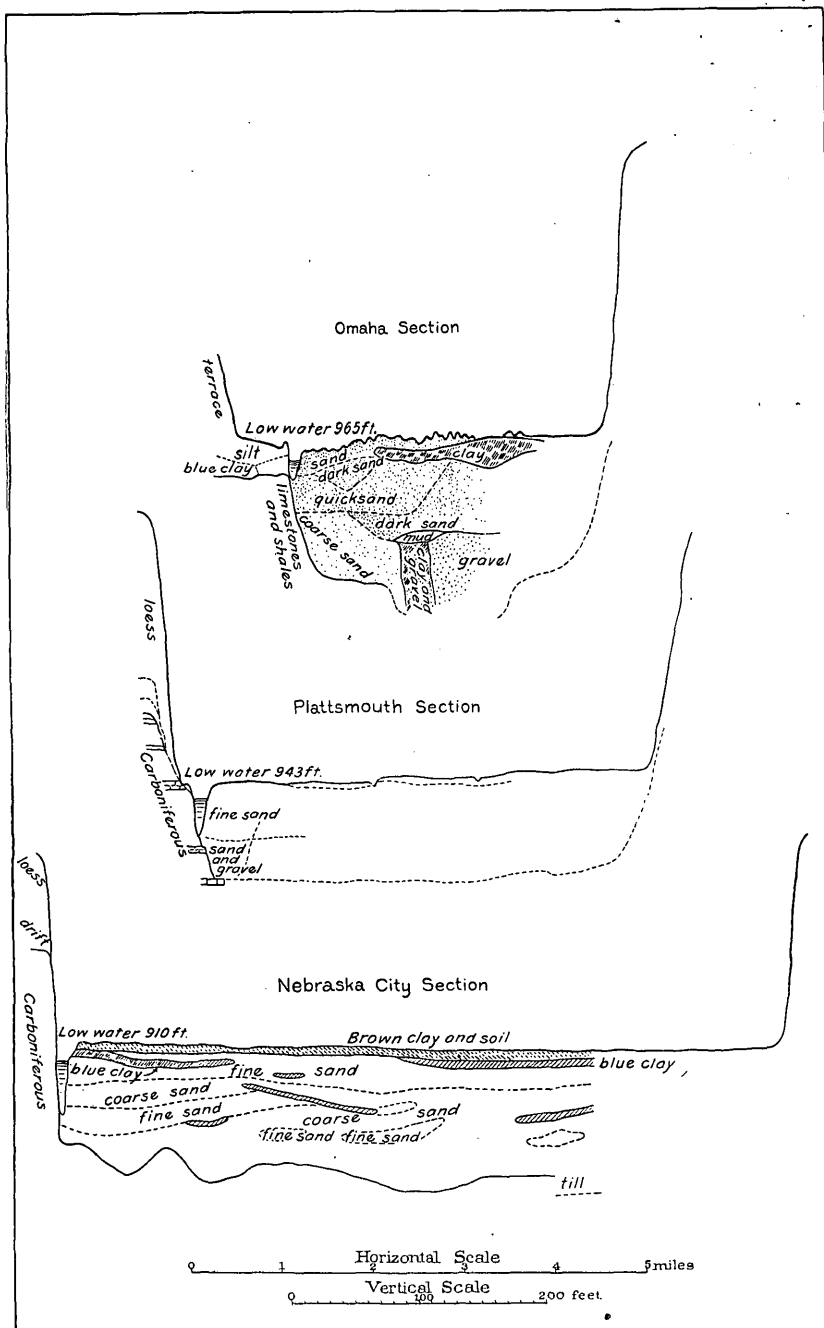 Omaha Section
terrace
Low water 965ft.
silt
blue clay
sand
dark sand
clay
limestones
and shales
quicksand
coarse sand
dark sand
mud
clay and
gravel
gravel
Plattsmouth Section
loess
Low water 943ft.
Carboniferous
fine sand
sand
and
gravel
Nebraska City Section
loess
drift
Carboniferous
Low water 910ft.
Brown clay and soil
blue clay
fine sand
blue clay
coarse sand
fine sand
coarse sand
fine sand fine sand
till
Horizontal Scale
0 1 2 3 4 5 miles
Vertical Scale
0 100 200 feet.